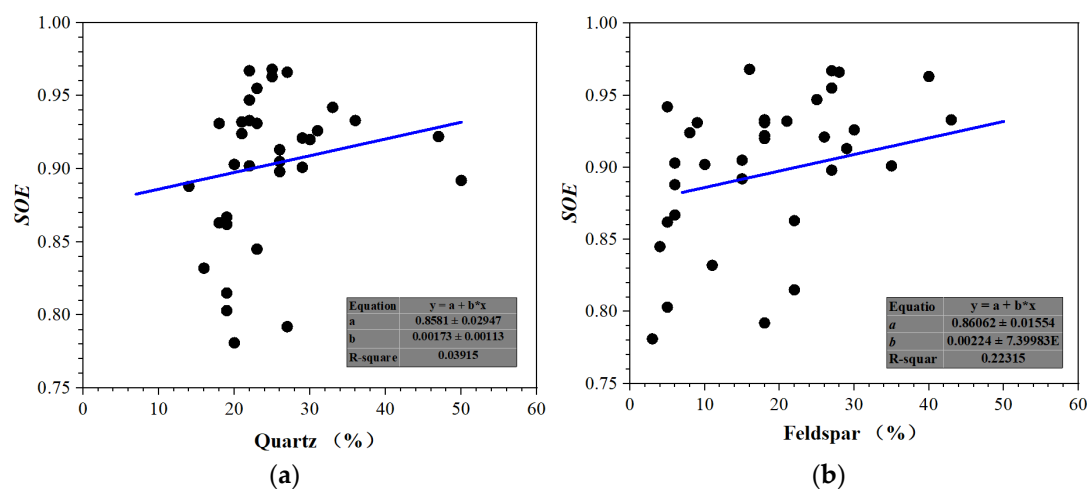 1.00
0.95
0.90
0.85
0.80
0.75
SOE
0 10 20 30 40 50 60
Quartz （%）
Equation y = a + b*x
a 0.8581 ± 0.02947
b 0.00173 ± 0.00113
R-square 0.03915
(a)
1.00
0.95
0.90
0.85
0.80
0.75
SOE
0 10 20 30 40 50 60
Feldspar （%）
Equatio y = a + b*x
a 0.86062 ± 0.01554
b 0.00224 ± 7.39983E
R-squar 0.22315
(b)